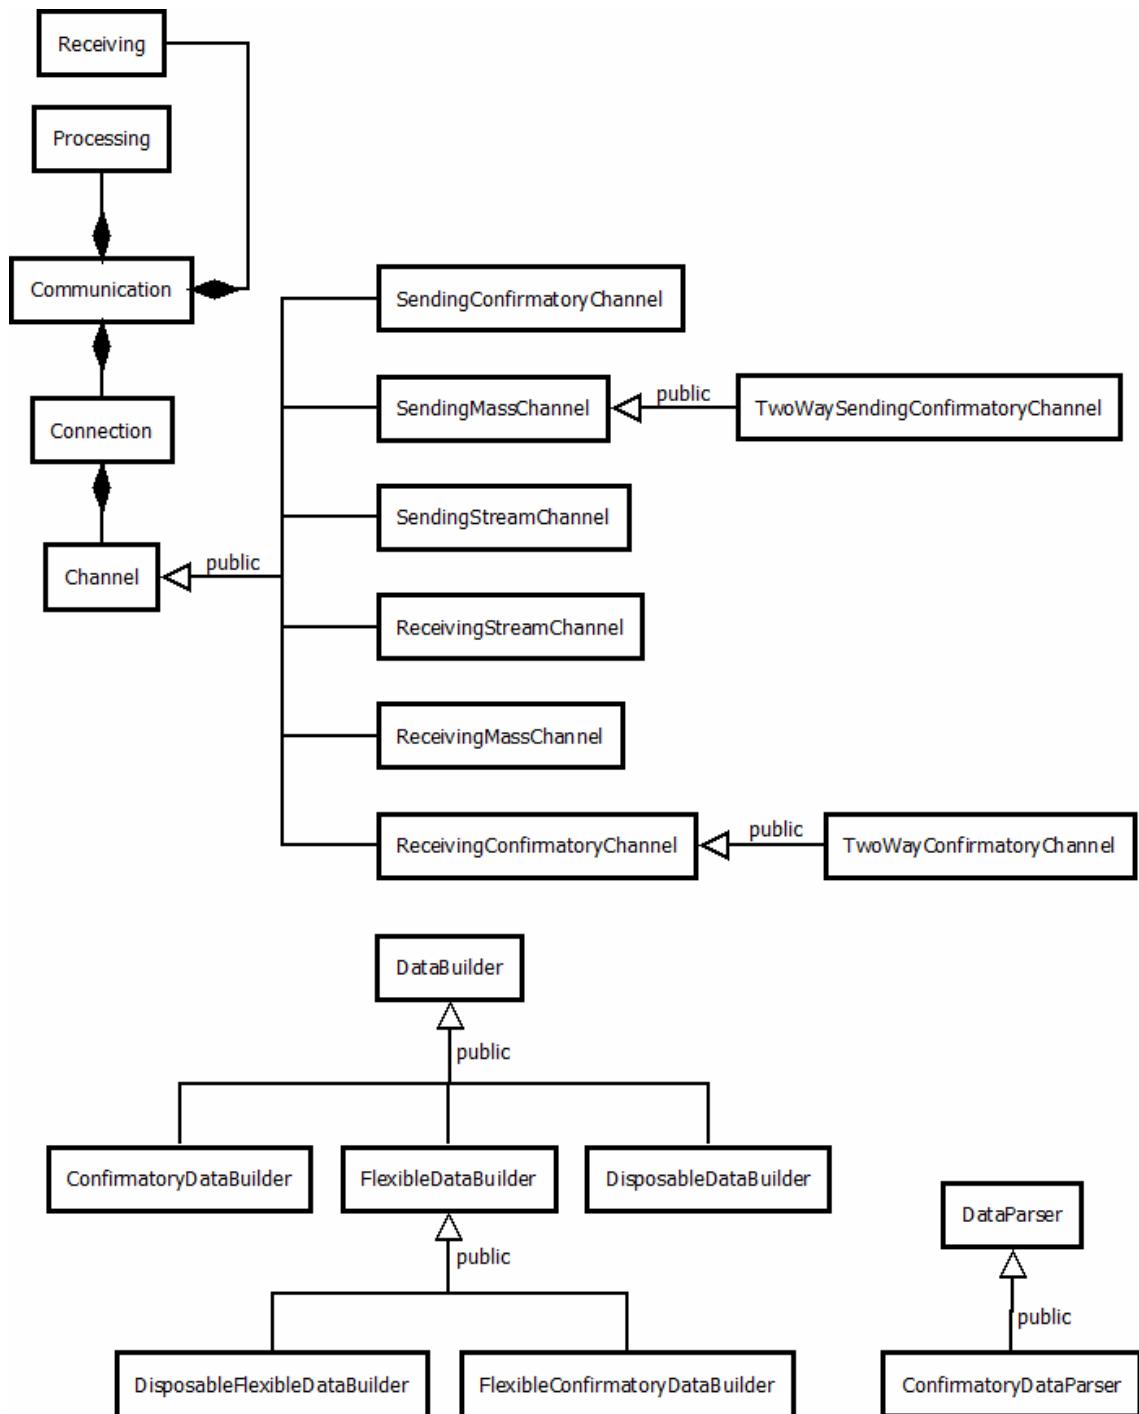 Receiving
Processing
Communication
SendingConfirmatoryChannel
SendingMassChannel
public
TwoWaySendingConfirmatoryChannel
Connection
SendingStreamChannel
Channel
public
ReceivingStreamChannel
ReceivingMassChannel
ReceivingConfirmatoryChannel
public
TwoWayConfirmatoryChannel
DataBuilder
public
ConfirmatoryDataBuilder
FlexibleDataBuilder
DisposableDataBuilder
DataParser
public
public
DisposableFlexibleDataBuilder
FlexibleConfirmatoryDataBuilder
ConfirmatoryDataParser